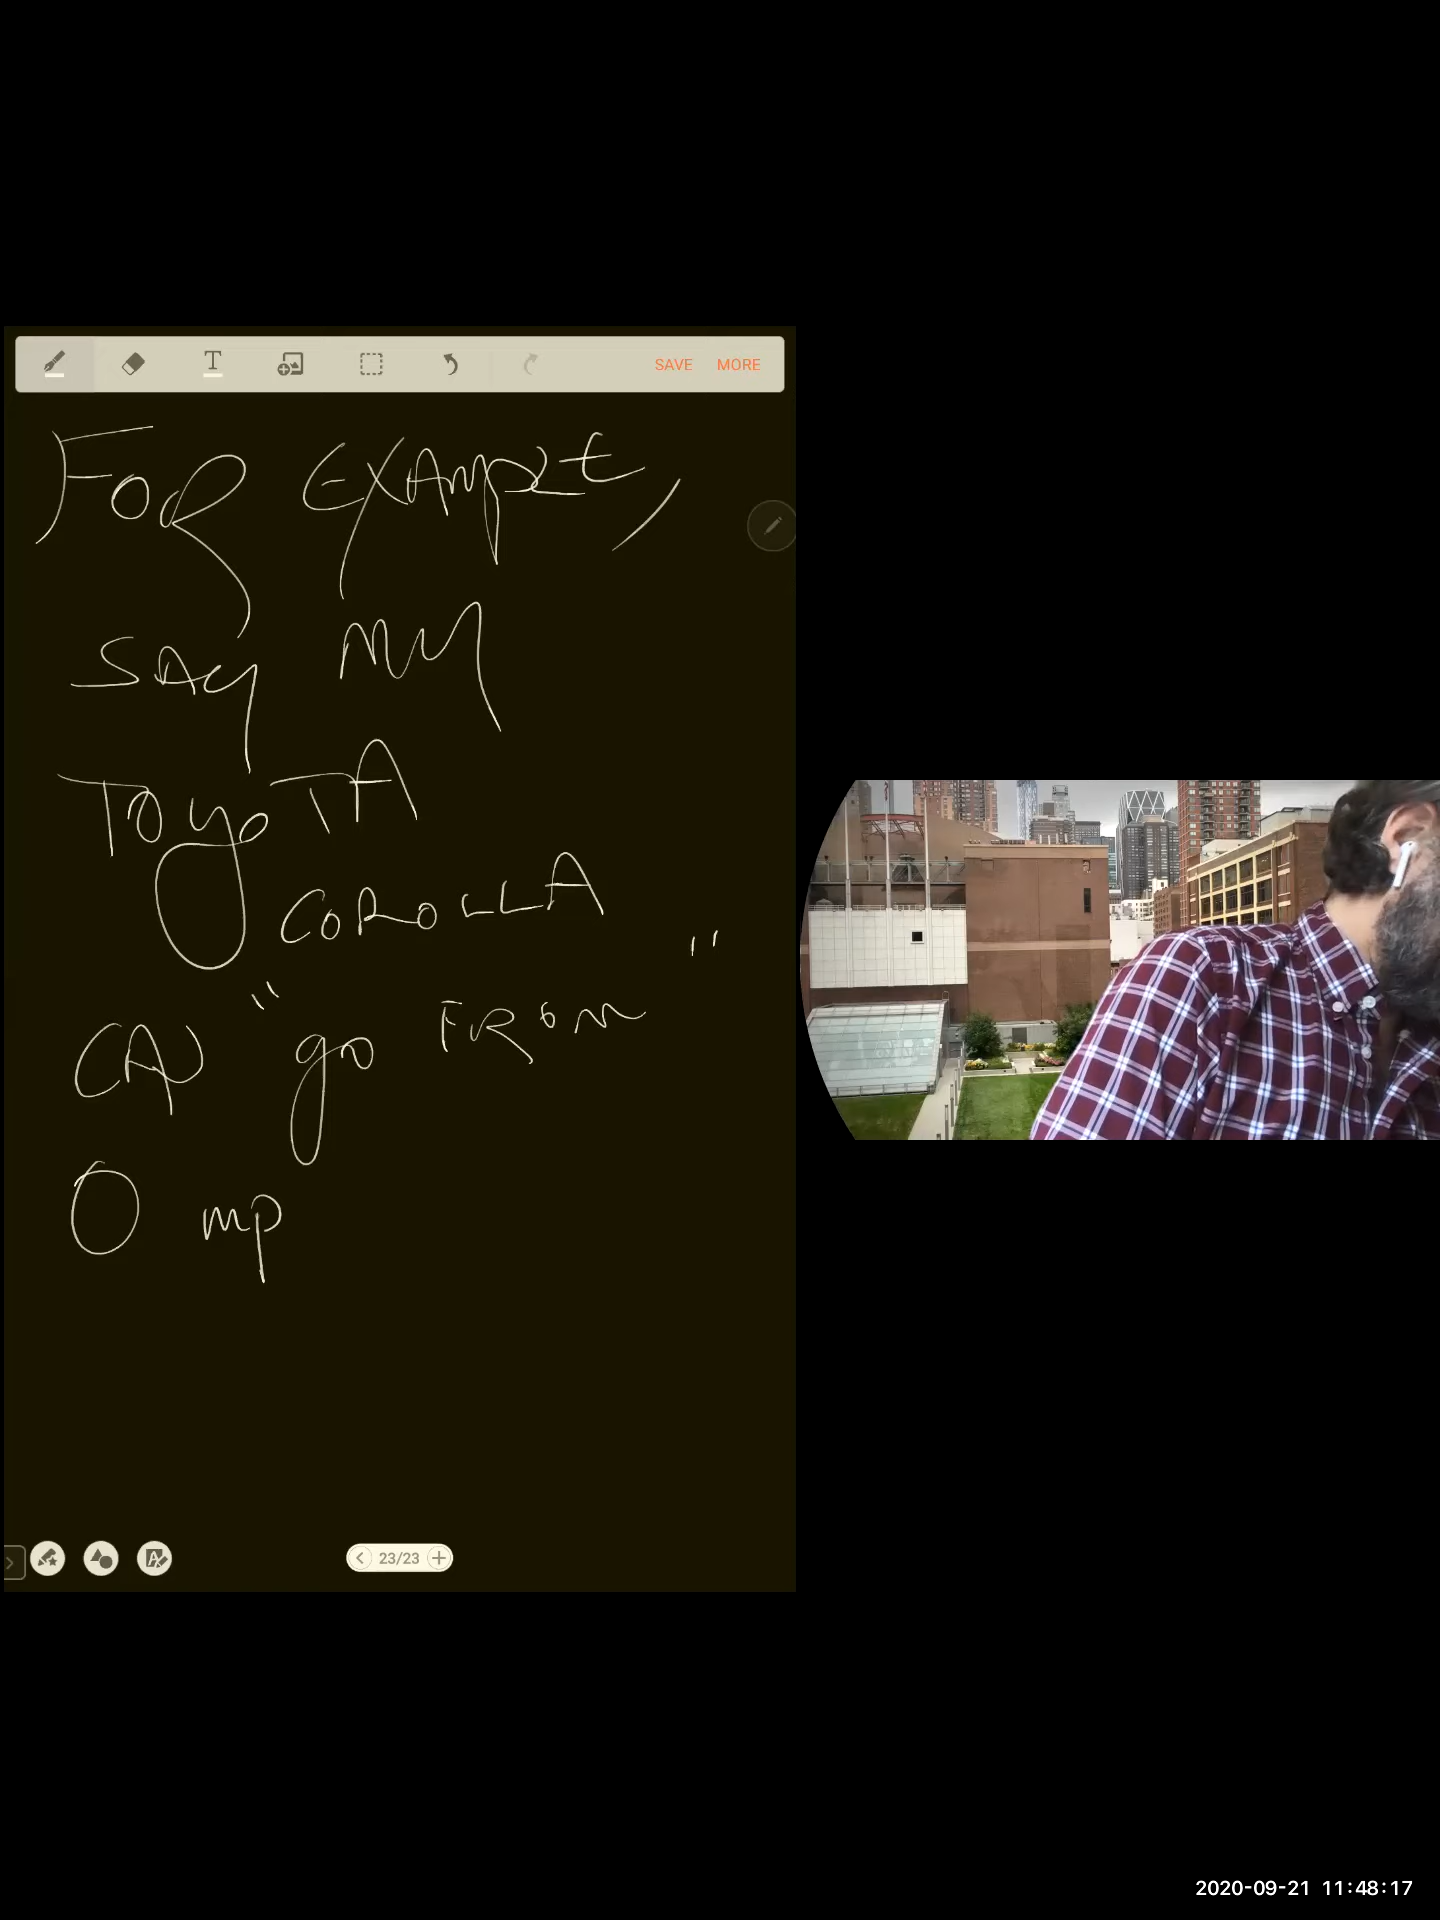 T SAVE MORE
FOR EXAMPLE,
SAY MY
TOYOTA
COROLLA
CAN "go FROM"
0 mp
A
23/23
2020-09-21 11:48:17